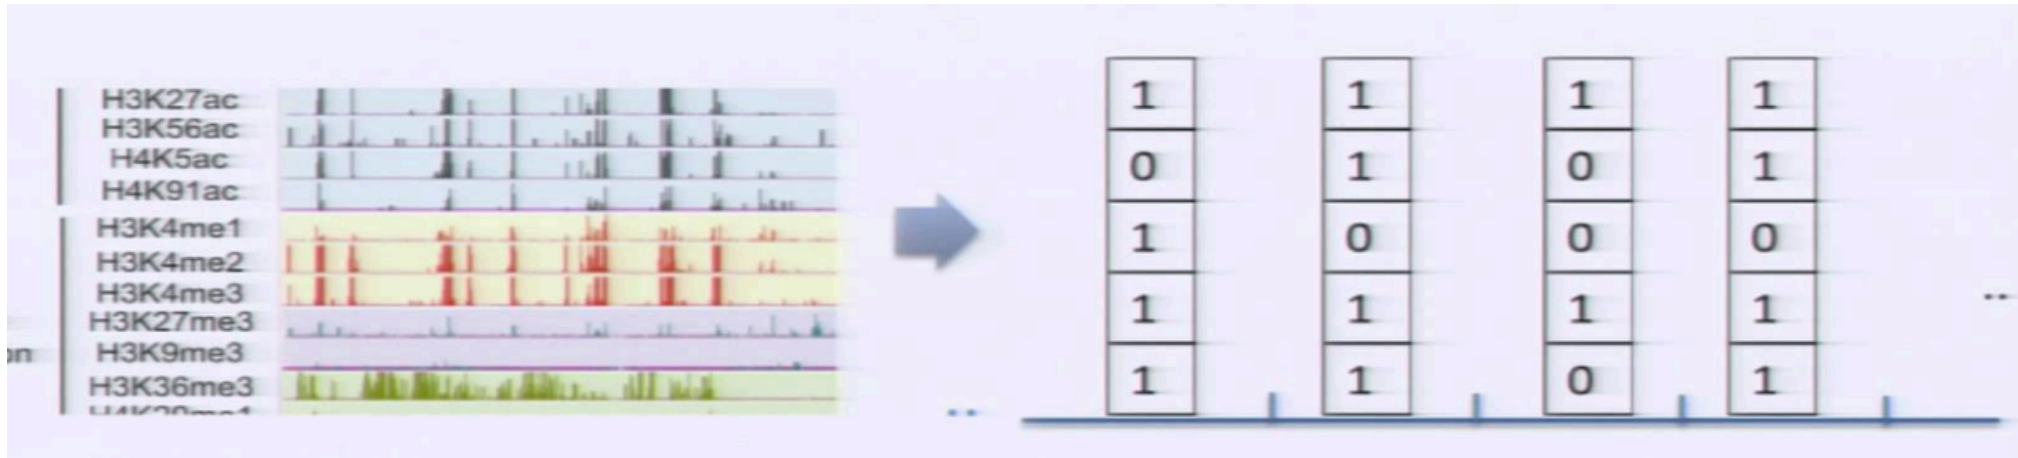 H3K27ac
H3K56ac
H4K5ac
H4K91ac
H3K4me1
H3K4me2
H3K4me3
H3K27me3
on
H3K9me3
H3K36me3
1 1 1 1
0 1 0 1
1 0 0 0
1 1 1 1
1 1 0 1